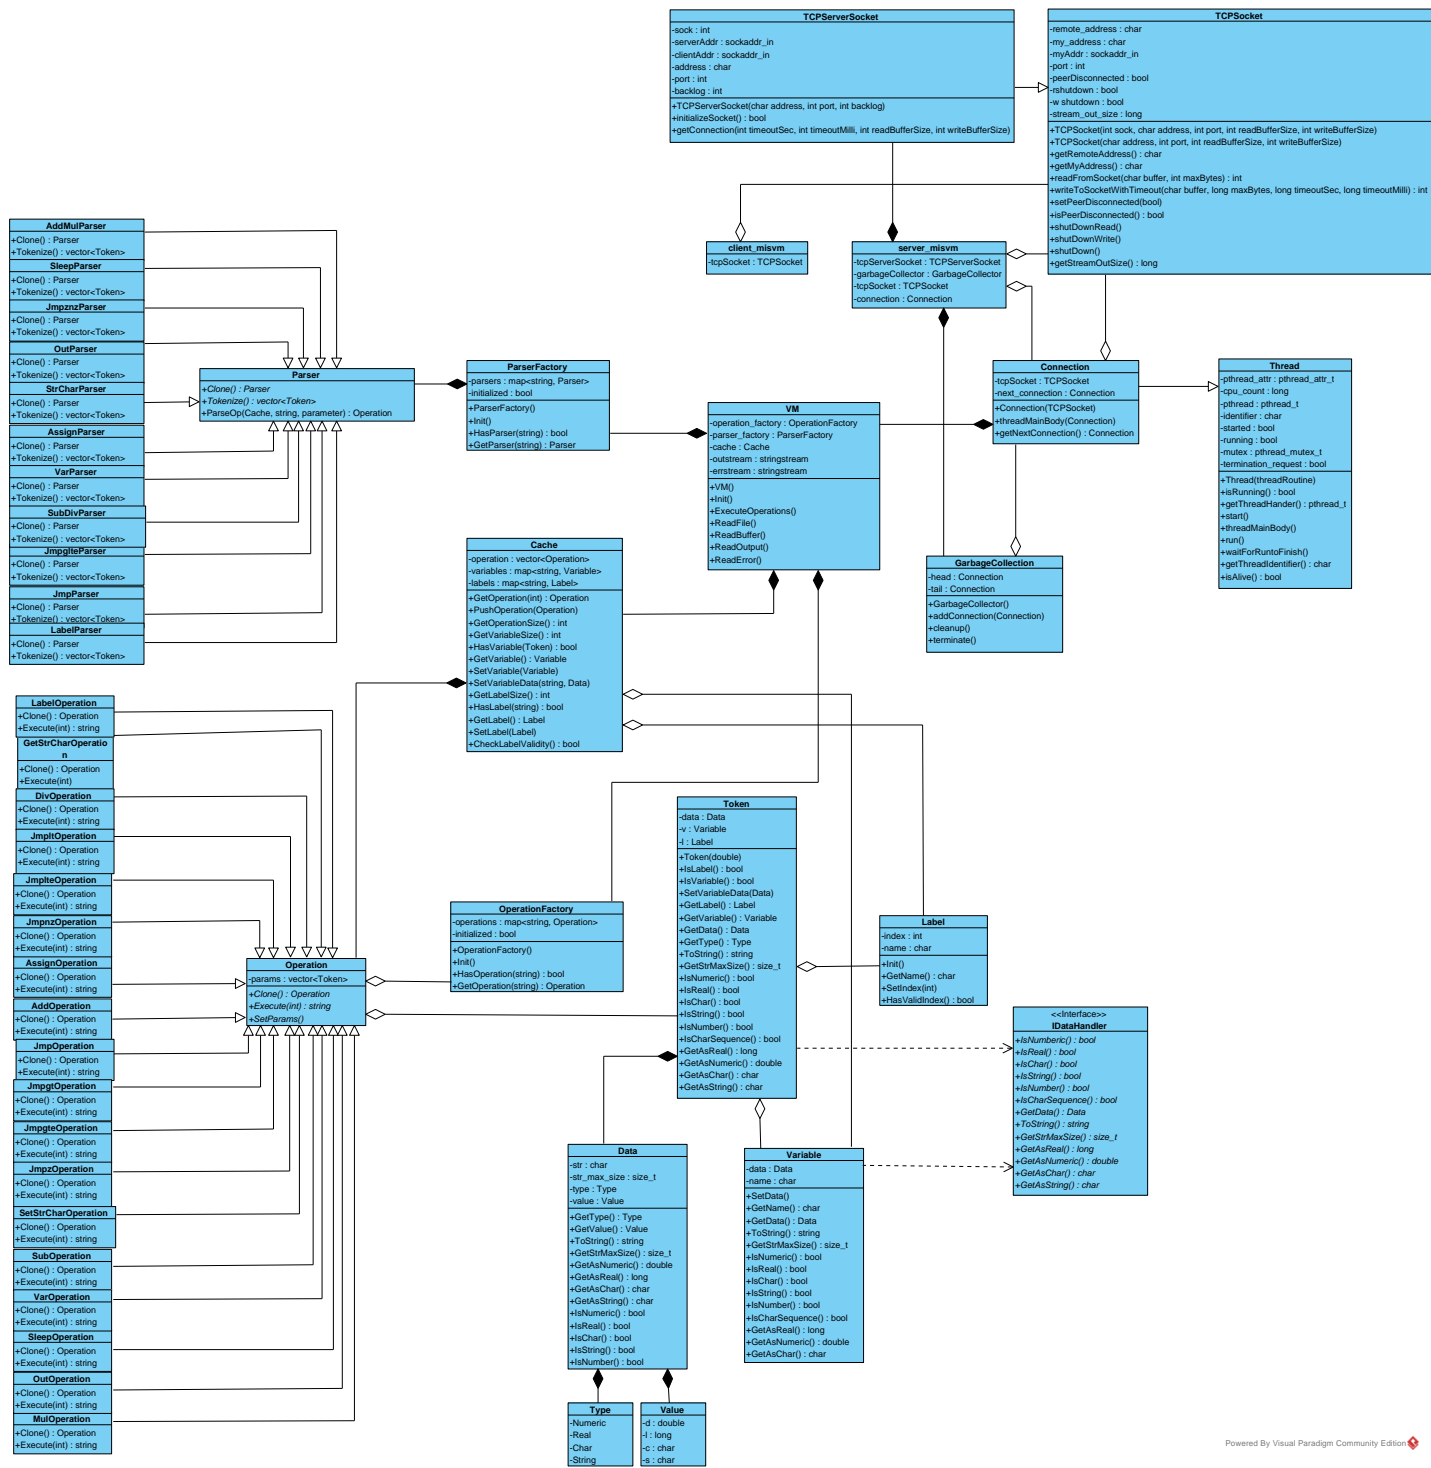 TCPServerSocket
-sock : int
-serverAddr : sockaddr_in
-clientAddr : sockaddr_in
-address : char
-port : int
-backlog : int
+TCPServerSocket(char address, int port, int backlog)
+initializeSocket() : bool
+getConnection(int timeoutSec, int timeoutMilli, int readBufferSize, int writeBufferSize)
TCPSocket
-remote_address : char
-my_address : char
-myAddr : sockaddr_in
-port : int
-peerDisconnected : bool
-rshutdown : bool
-w shutdown : bool
-stream_out_size : long
+TCPSocket(int sock, char address, int port, int readBufferSize, int writeBufferSize)
+TCPSocket(char address, int port, int readBufferSize, int writeBufferSize)
+getRemoteAddress() : char
+getMyAddress() : char
+readFromSocket(char buffer, int maxBytes) : int
+writeToSocketWithTimeout(char buffer, long maxBytes, long timeoutSec, long timeoutMilli) : int
+setPeerDisconnected(bool)
+isPeerDisconnected() : bool
+shutDownRead()
+shutDownWrite()
+shutDown()
+getStreamOutSize() : long
client_misvm
-tcpSocket : TCPSocket
server_misvm
-tcpServerSocket : TCPServerSocket
-garbageCollector : GarbageCollector
-tcpSocket : TCPSocket
-connection : Connection
AddMulParser
+Clone() : Parser
+Tokenize() : vector<Token>
SleepParser
+Clone() : Parser
+Tokenize() : vector<Token>
JmpznzParser
+Clone() : Parser
+Tokenize() : vector<Token>
OutParser
+Clone() : Parser
+Tokenize() : vector<Token>
StrCharParser
+Clone() : Parser
+Tokenize() : vector<Token>
AssignParser
+Clone() : Parser
+Tokenize() : vector<Token>
VarParser
+Clone() : Parser
+Tokenize() : vector<Token>
SubDivParser
+Clone() : Parser
+Tokenize() : vector<Token>
JmpglteParser
+Clone() : Parser
+Tokenize() : vector<Token>
JmpParser
+Clone() : Parser
+Tokenize() : vector<Token>
LabelParser
+Clone() : Parser
+Tokenize() : vector<Token>
Parser
+Clone() : Parser
+Tokenize() : vector<Token>
+ParseOp(Cache, string, parameter) : Operation
ParserFactory
-parsers : map<string, Parser>
-initialized : bool
+ParserFactory()
+Init()
+HasParser(string) : bool
+GetParser(string) : Parser
VM
-operation_factory : OperationFactory
-parser_factory : ParserFactory
-cache : Cache
-outstream : stringstream
-errstream : stringstream
+VM()
+Init()
+ExecuteOperations()
+ReadFile()
+ReadBuffer()
+ReadOutput()
+ReadError()
Connection
-tcpSocket : TCPSocket
-next_connection : Connection
+Connection(TCPSocket)
+threadMainBody(Connection)
+getNextConnection() : Connection
Thread
-pthread_attr : pthread_attr_t
-cpu_count : long
-pthread : pthread_t
-identifier : char
-started : bool
-running : bool
-mutex : pthread_mutex_t
-termination_request : bool
+Thread(threadRoutine)
+isRunning() : bool
+getThreadHander() : pthread_t
+start()
+threadMainBody()
+run()
+waitForRuntoFinish()
+getThreadIdentifier() : char
+isAlive() : bool
GarbageCollection
-head : Connection
-tail : Connection
+GarbageCollector()
+addConnection(Connection)
+cleanup()
+terminate()
Cache
-operation : vector<Operation>
-variables : map<string, Variable>
-labels : map<string, Label>
+GetOperation(int) : Operation
+PushOperation(Operation)
+GetOperationSize() : int
+GetVariableSize() : int
+HasVariable(Token) : bool
+GetVariable() : Variable
+SetVariable(Variable)
+SetVariableData(string, Data)
+GetLabelSize() : int
+HasLabel(string) : bool
+GetLabel() : Label
+SetLabel(Label)
+CheckLabelValidity() : bool
LabelOperation
+Clone() : Operation
+Execute(int) : string
GetStrCharOperatio
n
+Clone() : Operation
+Execute(int)
DivOperation
+Clone() : Operation
+Execute(int) : string
JmpltOperation
+Clone() : Operation
+Execute(int) : string
JmplteOperation
+Clone() : Operation
+Execute(int) : string
JmpnzOperation
+Clone() : Operation
+Execute(int) : string
AssignOperation
+Clone() : Operation
+Execute(int) : string
AddOperation
+Clone() : Operation
+Execute(int) : string
JmpOperation
+Clone() : Operation
+Execute(int) : string
JmpgtOperation
+Clone() : Operation
+Execute(int) : string
JmpgteOperation
+Clone() : Operation
+Execute(int) : string
JmpzOperation
+Clone() : Operation
+Execute(int) : string
SetStrCharOperation
+Clone() : Operation
+Execute(int) : string
SubOperation
+Clone() : Operation
+Execute(int) : string
VarOperation
+Clone() : Operation
+Execute(int) : string
SleepOperation
+Clone() : Operation
+Execute(int) : string
OutOperation
+Clone() : Operation
+Execute(int) : string
MulOperation
+Clone() : Operation
+Execute(int) : string
Operation
-params : vector<Token>
+Clone() : Operation
+Execute(int) : string
+SetParams()
OperationFactory
-operations : map<string, Operation>
-initialized : bool
+OperationFactory()
+Init()
+HasOperation(string) : bool
+GetOperation(string) : Operation
Token
-data : Data
-v : Variable
-l : Label
+Token(double)
+IsLabel() : bool
+IsVariable() : bool
+SetVariableData(Data)
+GetLabel() : Label
+GetVariable() : Variable
+GetData() : Data
+GetType() : Type
+ToString() : string
+GetStrMaxSize() : size_t
+IsNumeric() : bool
+IsReal() : bool
+IsChar() : bool
+IsString() : bool
+IsNumber() : bool
+IsCharSequence() : bool
+GetAsReal() : long
+GetAsNumeric() : double
+GetAsChar() : char
+GetAsString() : char
Label
-index : int
-name : char
+Init()
+GetName() : char
+SetIndex(int)
+HasValidIndex() : bool
<<Interface>>
IDataHandler
+IsNumberic() : bool
+IsReal() : bool
+IsChar() : bool
+IsString() : bool
+IsNumber() : bool
+IsCharSequence() : bool
+GetData() : Data
+ToString() : string
+GetStrMaxSize() : size_t
+GetAsReal() : long
+GetAsNumeric() : double
+GetAsChar() : char
+GetAsString() : char
Data
-str : char
-str_max_size : size_t
-type : Type
-value : Value
+GetType() : Type
+GetValue() : Value
+ToString() : string
+GetStrMaxSize() : size_t
+GetAsNumeric() : double
+GetAsReal() : long
+GetAsChar() : char
+GetAsString() : char
+IsNumeric() : bool
+IsReal() : bool
+IsChar() : bool
+IsString() : bool
+IsNumber() : bool
Variable
-data : Data
-name : char
+SetData()
+GetName() : char
+GetData() : Data
+ToString() : string
+GetStrMaxSize() : size_t
+IsNumeric() : bool
+IsReal() : bool
+IsChar() : bool
+IsString() : bool
+IsNumber() : bool
+IsCharSequence() : bool
+GetAsReal() : long
+GetAsNumeric() : double
+GetAsChar() : char
Type
-Numeric
-Real
-Char
-String
Value
-d : double
-l : long
-c : char
-s : char
Powered By Visual Paradigm Community Edition